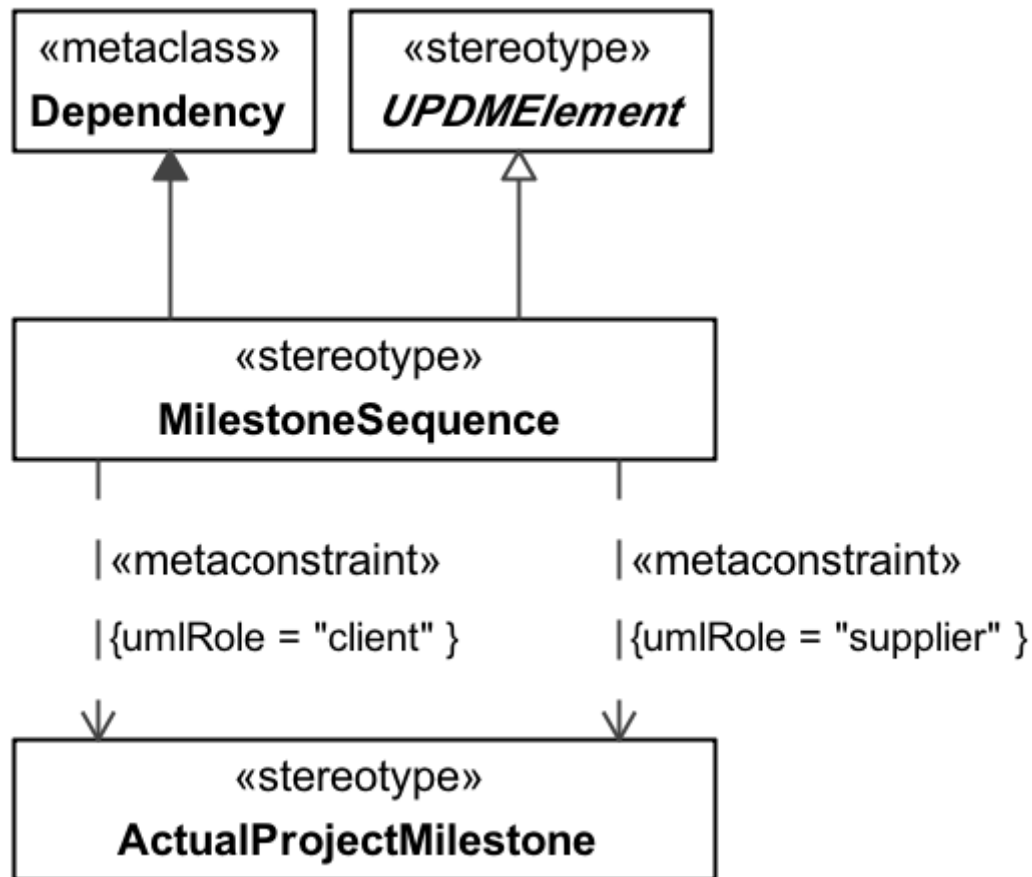 «metaclass»
Dependency
«stereotype»
UPDMElement
«stereotype»
MilestoneSequence
«metaconstraint»
{umlRole = "client" }
«metaconstraint»
{umlRole = "supplier" }
«stereotype»
ActualProjectMilestone